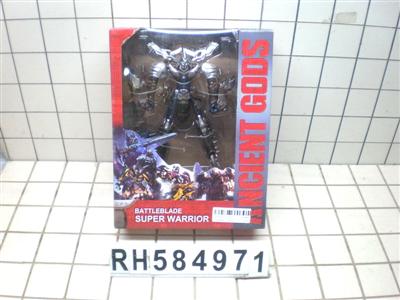 ANCIENT GODS
BATTLEBLADE
SUPER WARRIOR
RH584971